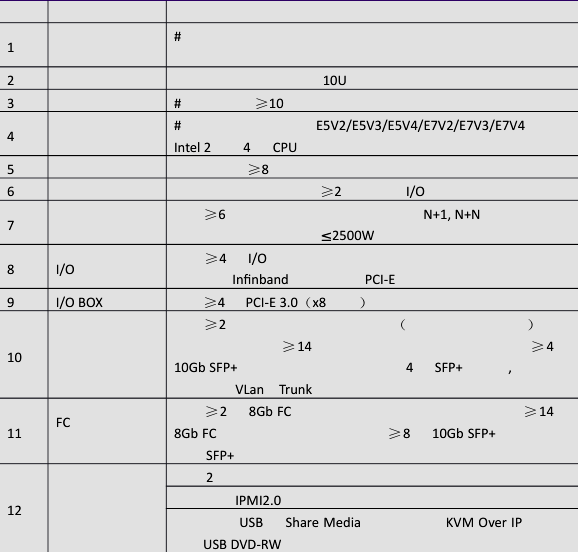 1 #
2 10U
3 # ≥10
4 # E5V2/E5V3/E5V4/E7V2/E7V3/E7V4
Intel 2 4 CPU
5 ≥8
6 ≥2 I/O
7 ≥6 N+1, N+N
≦2500W
8 I/O ≥4 I/O
Infinband PCI-E
9 I/O BOX ≥4 PCI-E 3.0（x8 ）
10 ≥2 （ ）
≥14 ≥4
10Gb SFP+ 4 SFP+ ,
VLan Trunk
11 FC ≥2 8Gb FC ≥14
8Gb FC ≥8 10Gb SFP+
SFP+
12 2
IPMI2.0
USB Share Media KVM Over IP
USB DVD-RW